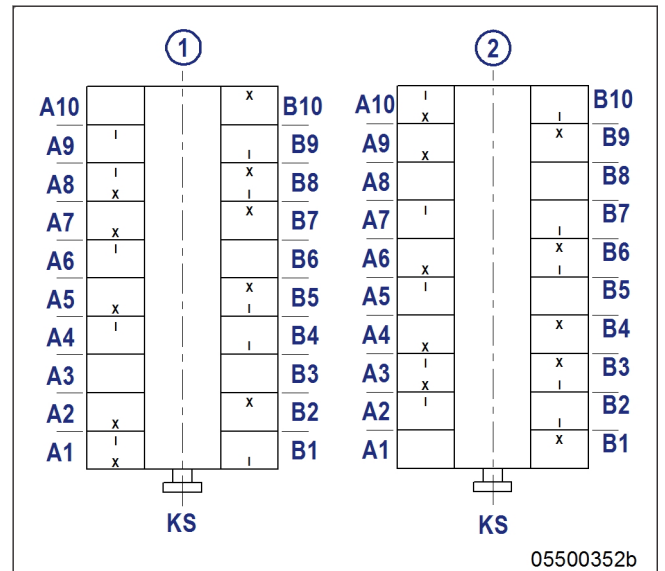 1 2
A10 X B10 A10 I X I B10
A9 I I B9 A9 X X B9
A8 I X X I B8 A8 B8
A7 X X B7 A7 I I B7
A6 I B6 A6 X X I B6
A5 X X I B5 A5 I B5
A4 I I B4 A4 X X B4
A3 B3 A3 I X X I B3
A2 X X B2 A2 I I B2
A1 I X I B1 A1 X B1
KS KS
05500352b